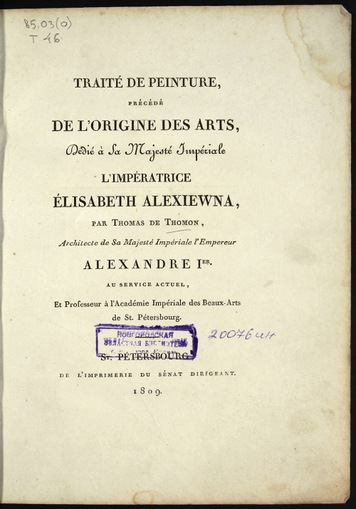 85.03(0)
T 46
TRAITÉ DE PEINTURE,
PRÉCÉDÉ
DE L'ORIGINE DES ARTS,
Dédié à Sa Majesté Impériale
L'IMPÉRATRICE
ÉLISABETH ALEXIEWNA,
PAR THOMAS DE THOMON,
Architecte de Sa Majesté Impériale l'Empereur
ALEXANDRE IER.
AU SERVICE ACTUEL,
Et Professeur à l'Académie Impériale des Beaux-Arts
de St. Pétersbourg.
НОВГОРОДСКАЯ
20076 ин
ST. PÉTERSBOURG
DE L'IMPRIMERIE DU SÉNAT DIRIGEANT.
1809.